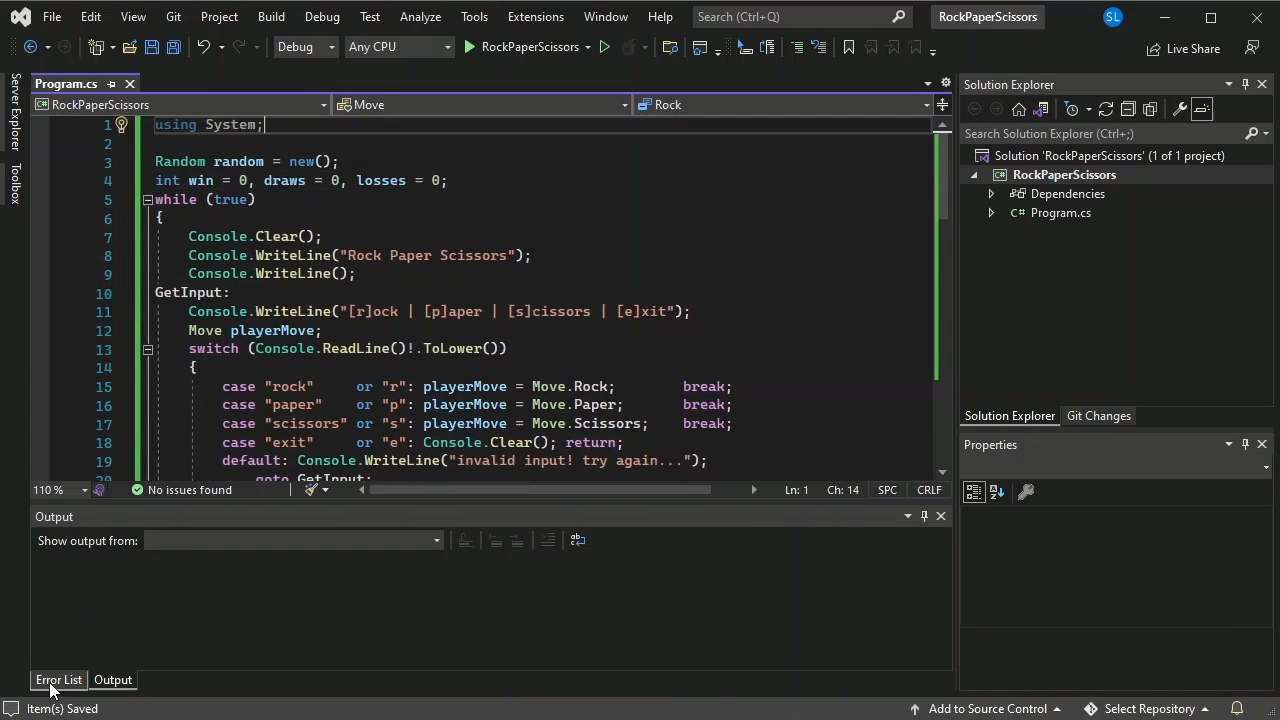 File Edit View Git Project Build Debug Test Analyze Tools Extensions Window Help Search (Ctrl+Q) RockPaperScissors SL
Debug Any CPU RockPaperScissors Live Share
Server Explorer
Toolbox
Program.cs
RockPaperScissors Move Rock
1 using System;
2
3 Random random = new();
4 int win = 0, draws = 0, losses = 0;
5 while (true)
6 {
7 Console.Clear();
8 Console.WriteLine("Rock Paper Scissors");
9 Console.WriteLine();
10 GetInput:
11 Console.WriteLine("[r]ock | [p]aper | [s]cissors | [e]xit");
12 Move playerMove;
13 switch (Console.ReadLine()!.ToLower())
14 {
15 case "rock" or "r": playerMove = Move.Rock; break;
16 case "paper" or "p": playerMove = Move.Paper; break;
17 case "scissors" or "s": playerMove = Move.Scissors; break;
18 case "exit" or "e": Console.Clear(); return;
19 default: Console.WriteLine("invalid input! try again...");
20 goto GetInput;
110 % No issues found Ln: 1 Ch: 14 SPC CRLF
Output
Show output from:
Error List Output
Solution Explorer
Search Solution Explorer (Ctrl+;)
Solution 'RockPaperScissors' (1 of 1 project)
RockPaperScissors
Dependencies
C# Program.cs
Solution Explorer Git Changes
Properties
Item(s) Saved Add to Source Control Select Repository